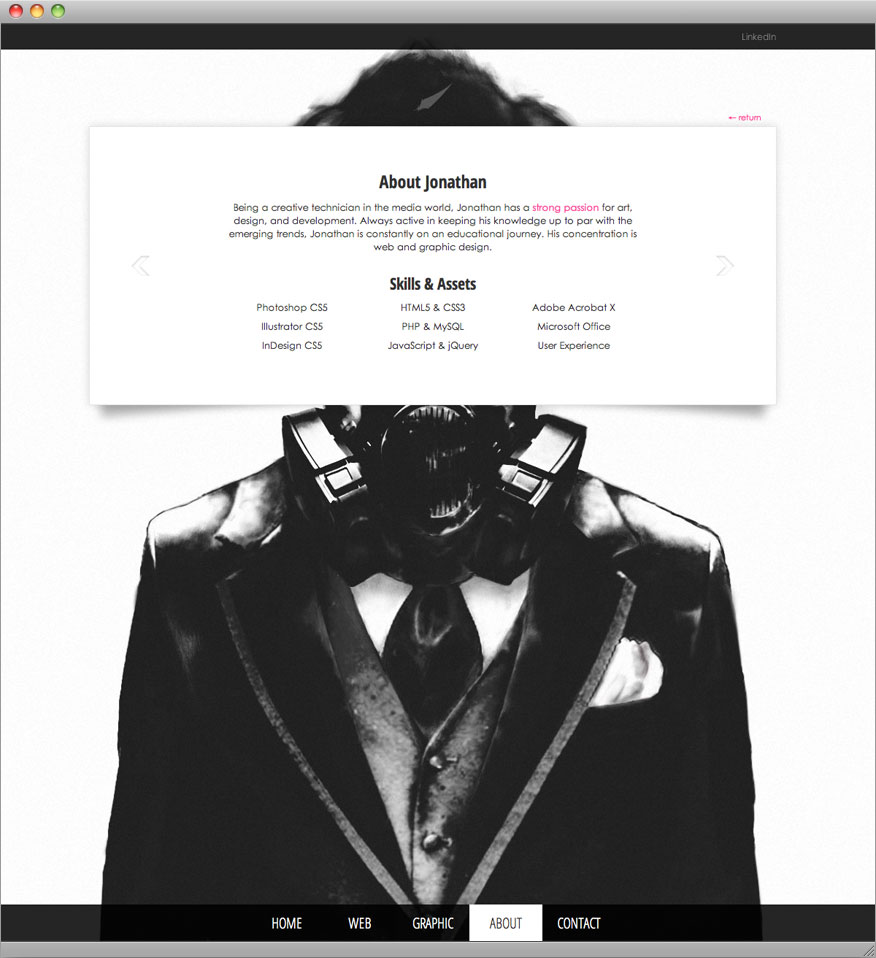 LinkedIn
← return
About Jonathan
Being a creative technician in the media world, Jonathan has a strong passion for art,
design, and development. Always active in keeping his knowledge up to par with the
emerging trends, Jonathan is constantly on an educational journey. His concentration is
web and graphic design.
Skills & Assets
Photoshop CS5 HTML5 & CSS3 Adobe Acrobat X
Illustrator CS5 PHP & MySQL Microsoft Office
InDesign CS5 JavaScript & jQuery User Experience
HOME WEB GRAPHIC ABOUT CONTACT